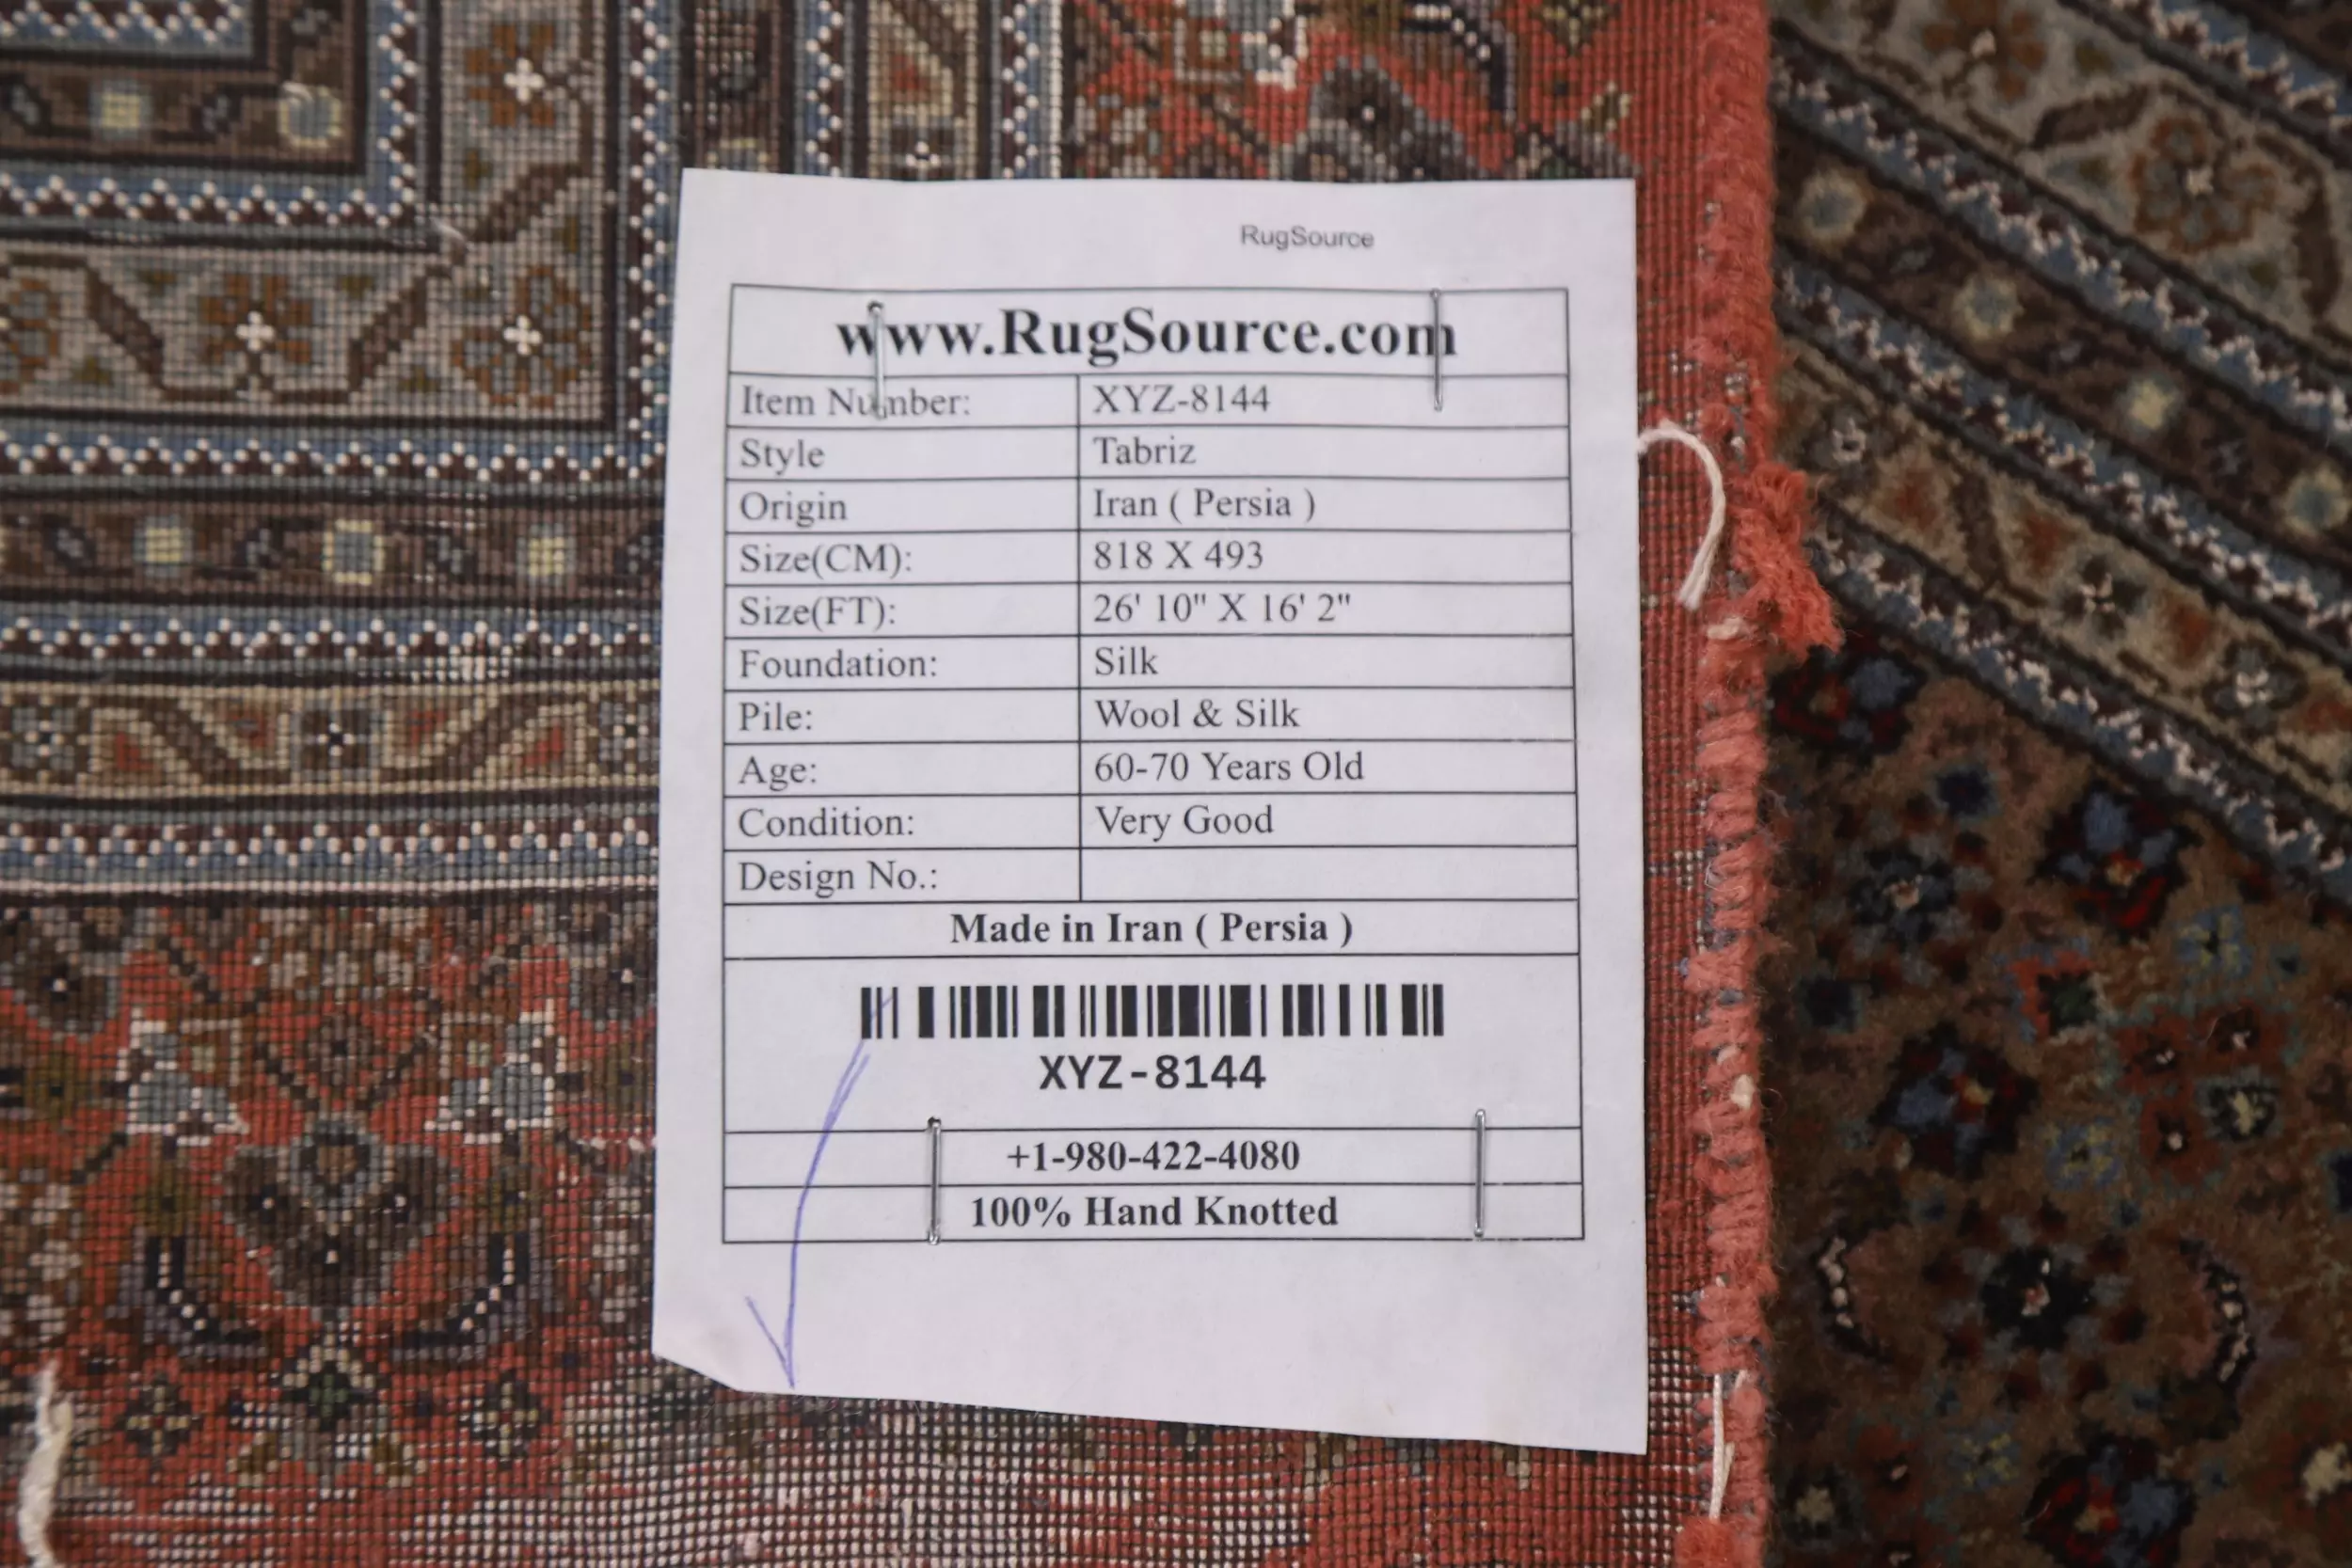 RugSource
www.RugSource.com
Item Number: XYZ-8144
Style Tabriz
Origin Iran ( Persia )
Size(CM): 818 X 493
Size(FT): 26' 10" X 16' 2"
Foundation: Silk
Pile: Wool & Silk
Age: 60-70 Years Old
Condition: Very Good
Design No.:
Made in Iran ( Persia )
XYZ-8144
+1-980-422-4080
100% Hand Knotted